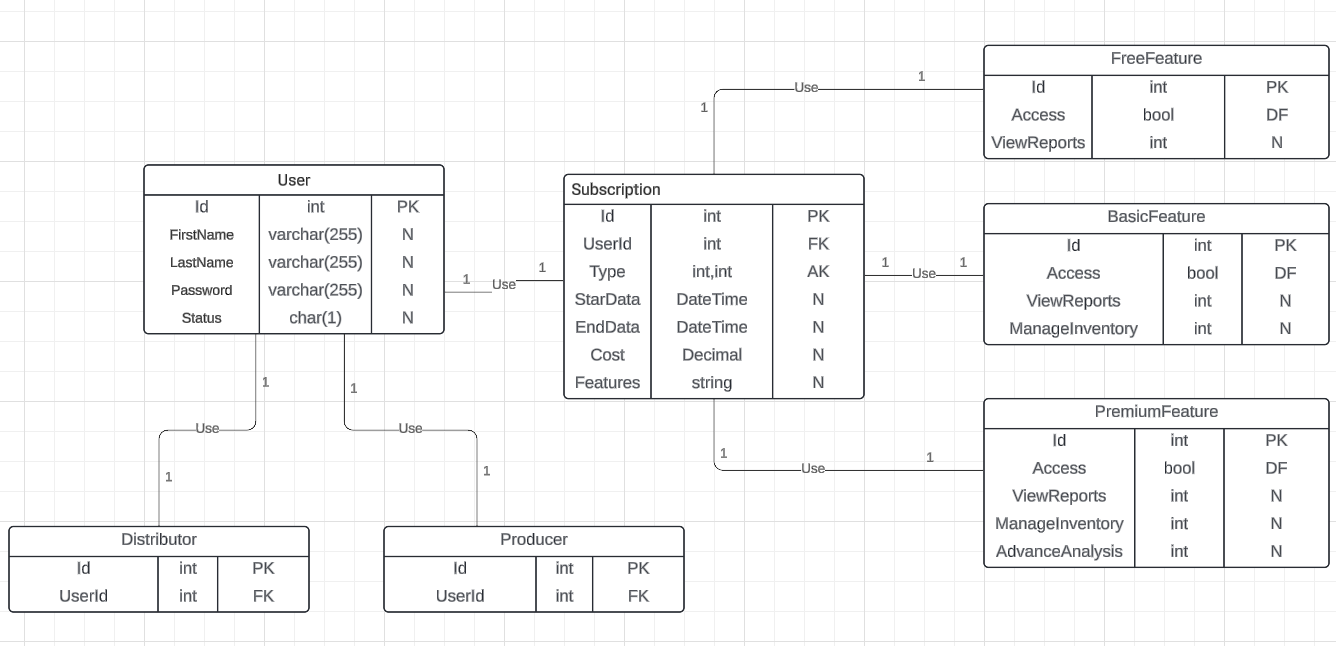 User
Id int PK
FirstName varchar(255) N
LastName varchar(255) N
Password varchar(255) N
Status char(1) N
1 Use 1
Subscription
Id int PK
UserId int FK
Type int,int AK
StarData DateTime N
EndData DateTime N
Cost Decimal N
Features string N
1 Use 1
FreeFeature
Id int PK
Access bool DF
ViewReports int N
1 Use 1
BasicFeature
Id int PK
Access bool DF
ViewReports int N
ManageInventory int N
1 Use 1
PremiumFeature
Id int PK
Access bool DF
ViewReports int N
ManageInventory int N
AdvanceAnalysis int N
1 Use 1
Distributor
Id int PK
UserId int FK
1 Use 1
Producer
Id int PK
UserId int FK